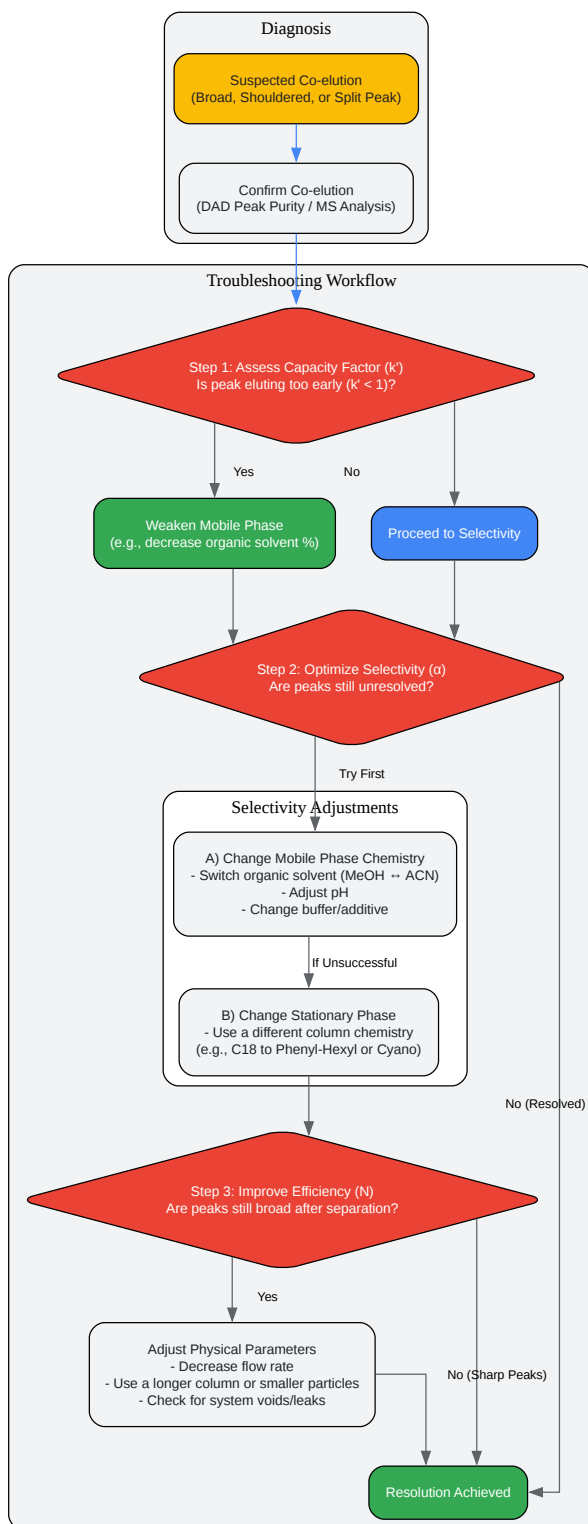 Diagnosis
Suspected Co-elution
(Broad, Shouldered, or Split Peak)
Confirm Co-elution
(DAD Peak Purity / MS Analysis)
Troubleshooting Workflow
Step 1: Assess Capacity Factor (k')
Is peak eluting too early (k' < 1)?
Yes
No
Weaken Mobile Phase
(e.g., decrease organic solvent %)
Proceed to Selectivity
Step 2: Optimize Selectivity (α)
Are peaks still unresolved?
Try First
Selectivity Adjustments
A) Change Mobile Phase Chemistry
- Switch organic solvent (MeOH ↔ ACN)
- Adjust pH
- Change buffer/additive
If Unsuccessful
B) Change Stationary Phase
- Use a different column chemistry
(e.g., C18 to Phenyl-Hexyl or Cyano)
No (Resolved)
Step 3: Improve Efficiency (N)
Are peaks still broad after separation?
Yes
Adjust Physical Parameters
- Decrease flow rate
- Use a longer column or smaller particles
- Check for system voids/leaks
No (Sharp Peaks)
Resolution Achieved